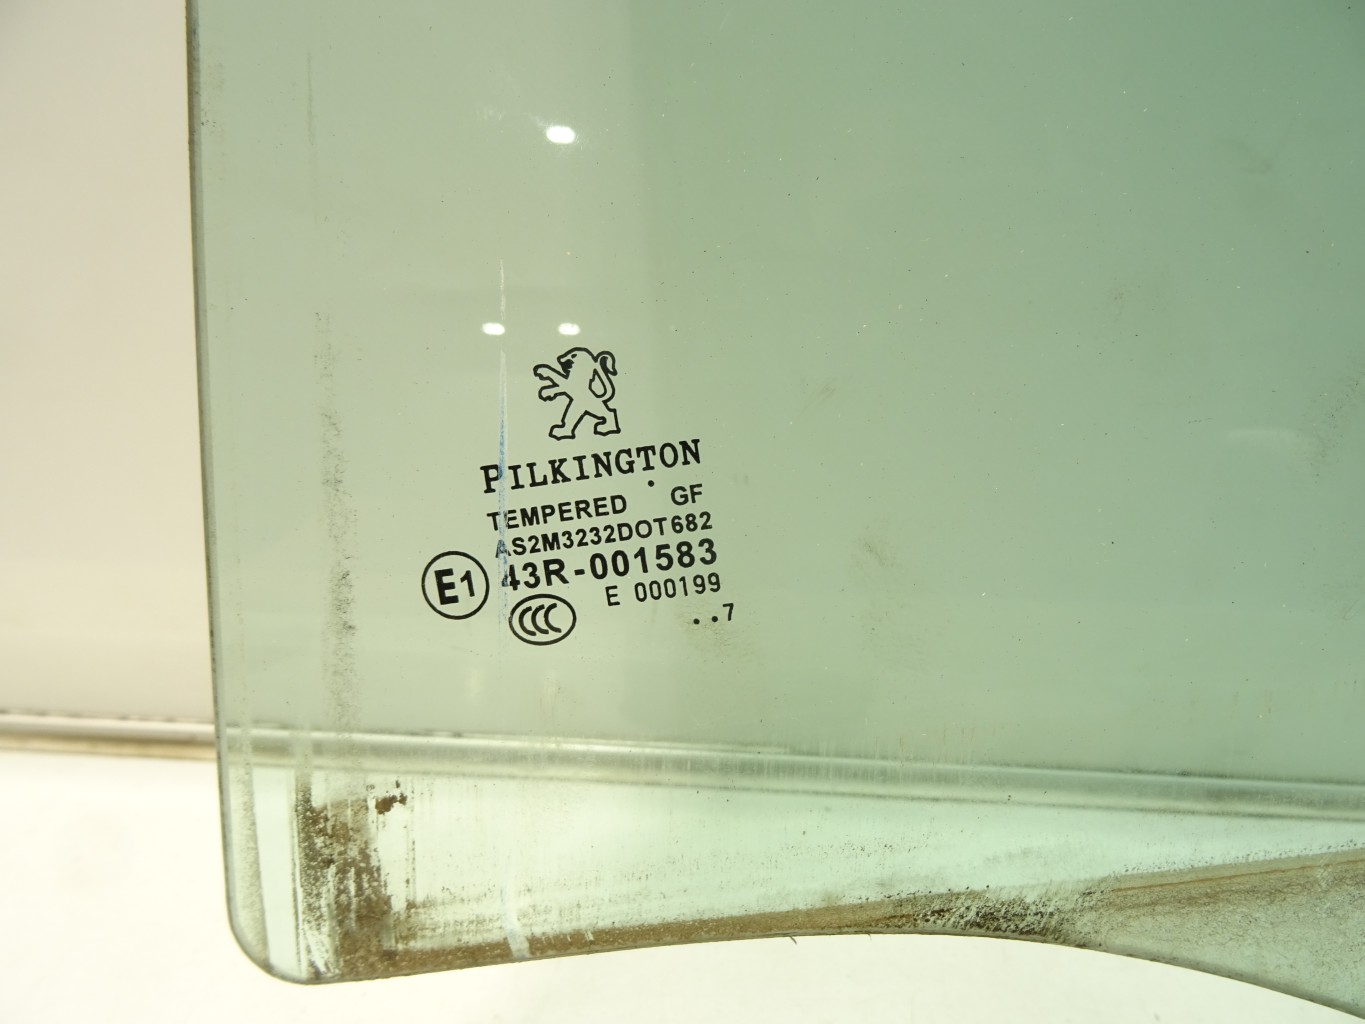 PILKINGTON
TEMPERED GF
AS2M3232DOT682
E1 43R-001583
E 000199
CCC
..7